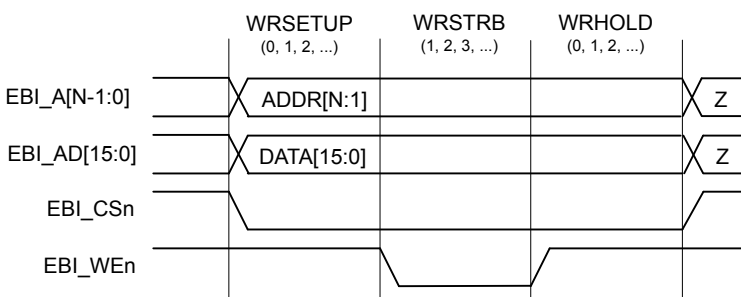 WRSETUP WRSTRB WRHOLD
(0, 1, 2, ...) (1, 2, 3, ...) (0, 1, 2, ...)
EBI_A[N-1:0] ADDR[N:1] Z
EBI_AD[15:0] DATA[15:0] Z
EBI_CSn
EBI_WEn